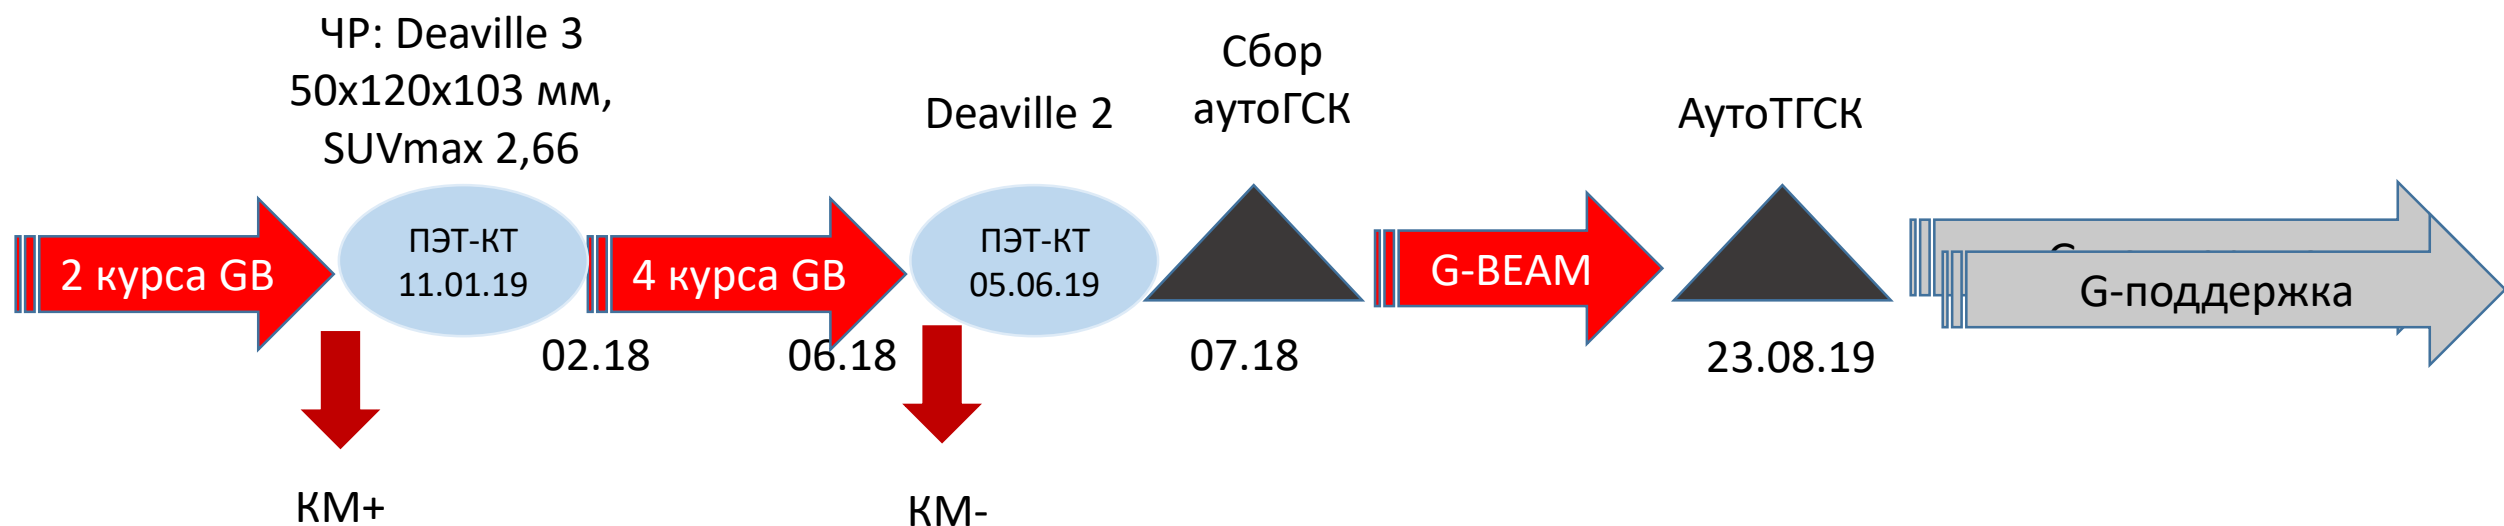 ЧР: Deaville 3
50х120х103 мм,
SUVmax 2,66
Deaville 2
Сбор
аутоГСК
АутоТГСК
2 курса GB
ПЭТ-КТ
11.01.19
4 курса GB
ПЭТ-КТ
05.06.19
G-BEAM
G-поддержка
02.18
06.18
07.18
23.08.19
КМ+
КМ-